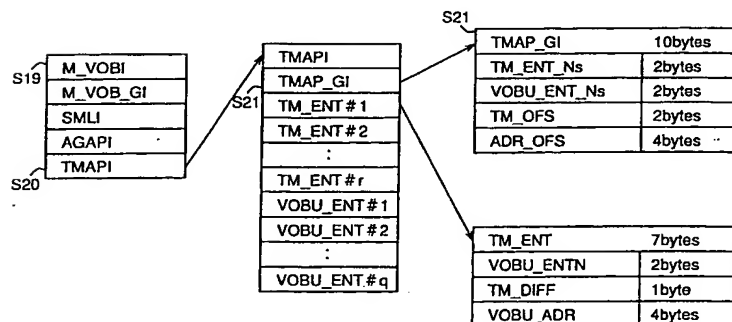 S19
M_VOBI
M_VOB_GI
SMLI
AGAPI
TMAPI
S20
TMAPI
TMAP_GI
S21
TM_ENT#1
TM_ENT#2
:
TM_ENT#r
VOBU_ENT#1
VOBU_ENT#2
:
VOBU_ENT#q
S21
TMAP_GI 10bytes
TM_ENT_Ns 2bytes
VOBU_ENT_Ns 2bytes
TM_OFS 2bytes
ADR_OFS 4bytes
TM_ENT 7bytes
VOBU_ENTN 2bytes
TM_DIFF 1byte
VOBU_ADR 4bytes